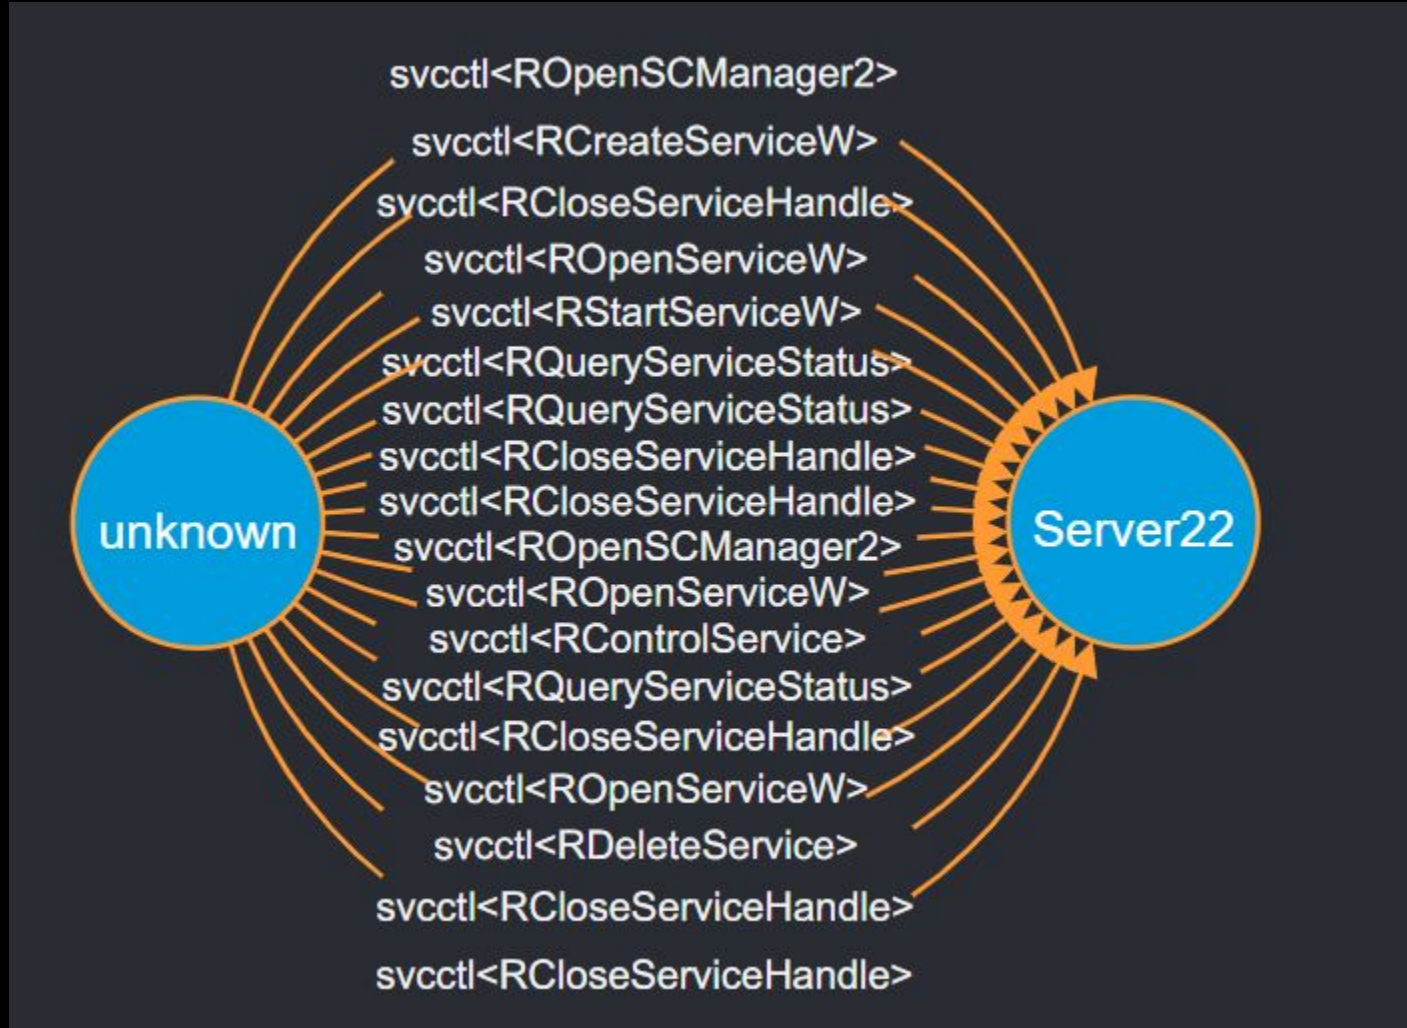 svcctl<ROpenSCManager2>
svcctl<RCreateServiceW>
svcctl<RCloseServiceHandle>
svcctl<ROpenServiceW>
svcctl<RStartServiceW>
svcctl<RQueryServiceStatus>
svcctl<RQueryServiceStatus>
svcctl<RCloseServiceHandle>
svcctl<RCloseServiceHandle>
unknown
Server22
svcctl<ROpenSCManager2>
svcctl<ROpenServiceW>
svcctl<RControlService>
svcctl<RQueryServiceStatus>
svcctl<RCloseServiceHandle>
svcctl<ROpenServiceW>
svcctl<RDeleteService>
svcctl<RCloseServiceHandle>
svcctl<RCloseServiceHandle>